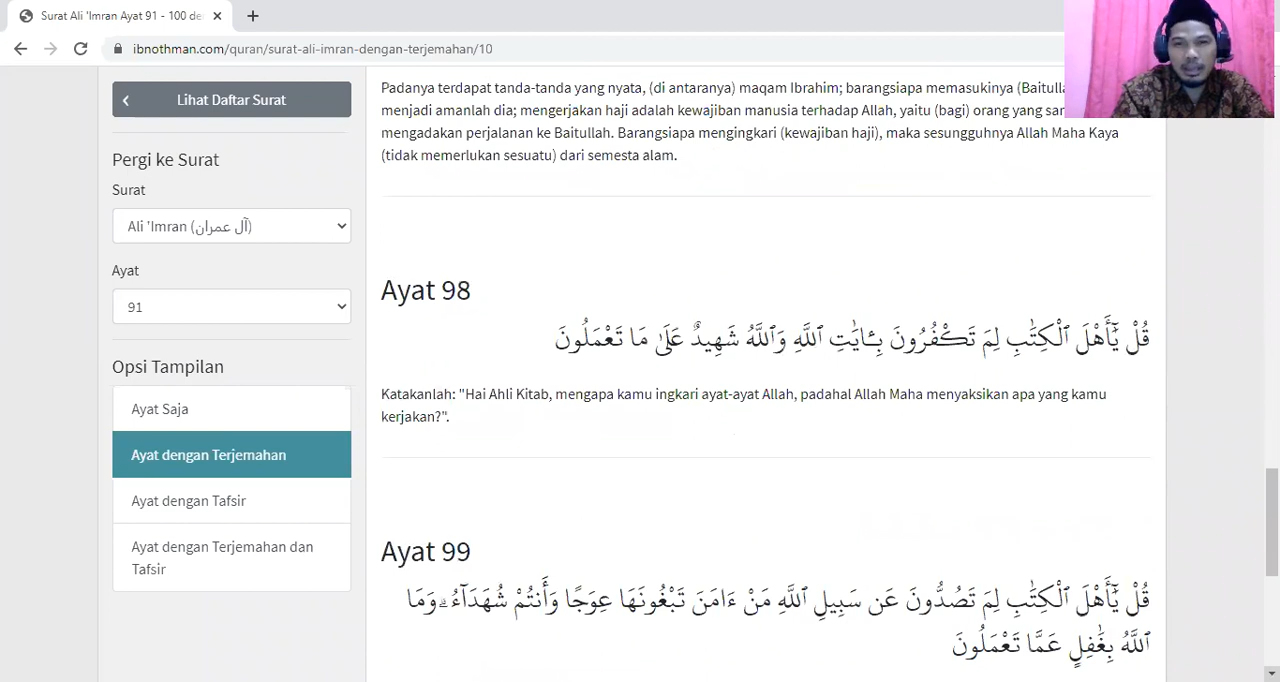 Surat Ali 'Imran Ayat 91 - 100 de
ibnothman.com/quran/surat-ali-imran-dengan-terjemahan/10
Lihat Daftar Surat
Pergi ke Surat
Surat
Ali 'Imran (آل عمران)
Ayat
91
Opsi Tampilan
Ayat Saja
Ayat dengan Terjemahan
Ayat dengan Tafsir
Ayat dengan Terjemahan dan
Tafsir
Padanya terdapat tanda-tanda yang nyata, (di antaranya) maqam Ibrahim; barangsiapa memasukinya (Baitull
menjadi amanlah dia; mengerjakan haji adalah kewajiban manusia terhadap Allah, yaitu (bagi) orang yang san
mengadakan perjalanan ke Baitullah. Barangsiapa mengingkari (kewajiban haji), maka sesungguhnya Allah Maha Kaya
(tidak memerlukan sesuatu) dari semesta alam.
Ayat 98
قُلْ يَٰٓأَهْلَ ٱلْكِتَٰبِ لِمَ تَكْفُرُونَ بِـَٔايَٰتِ ٱللَّهِ وَٱللَّهُ شَهِيدٌ عَلَىٰ مَا تَعْمَلُونَ
Katakanlah: "Hai Ahli Kitab, mengapa kamu ingkari ayat-ayat Allah, padahal Allah Maha menyaksikan apa yang kamu
kerjakan?".
Ayat 99
قُلْ يَٰٓأَهْلَ ٱلْكِتَٰبِ لِمَ تَصُدُّونَ عَن سَبِيلِ ٱللَّهِ مَنْ ءَامَنَ تَبْغُونَهَا عِوَجًا وَأَنتُمْ شُهَدَآءُ ۗ وَمَا
ٱللَّهُ بِغَٰفِلٍ عَمَّا تَعْمَلُونَ